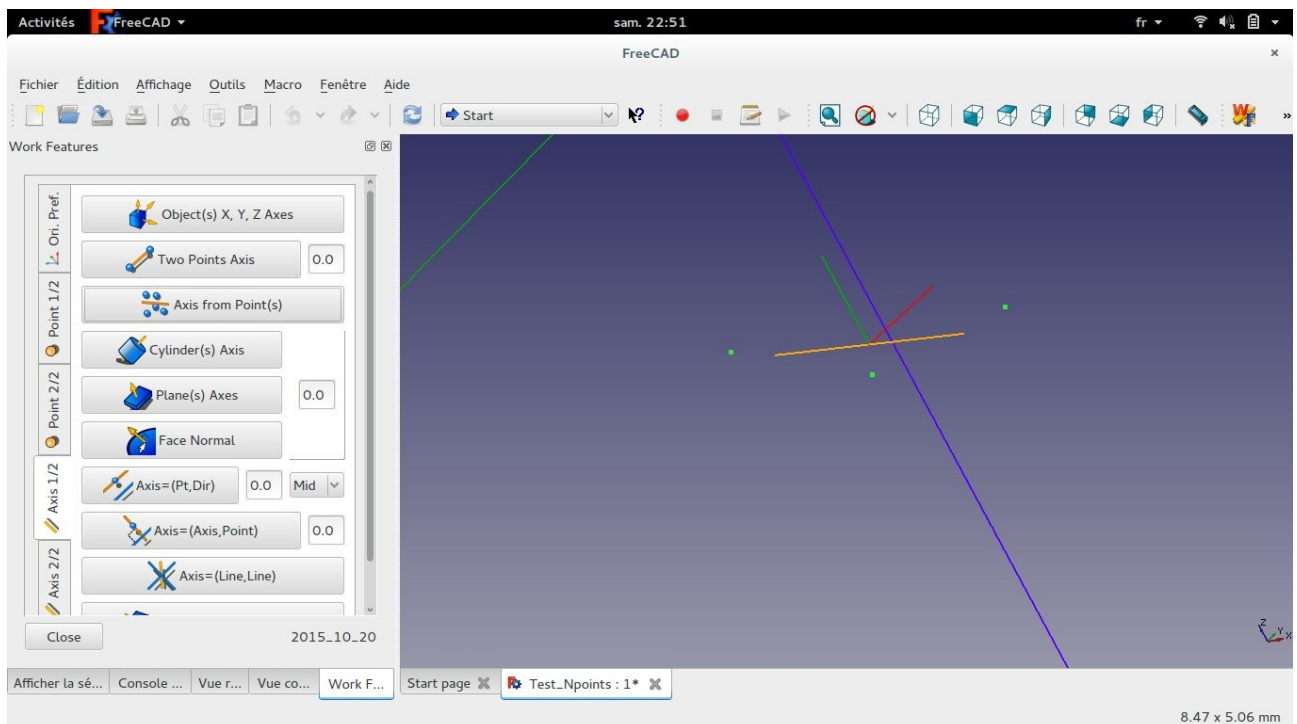 Activités FreeCAD sam. 22:51 fr
FreeCAD
Fichier Édition Affichage Outils Macro Fenêtre Aide
Start
Work Features
Ori. Pref.
Point 1/2
Point 2/2
Axis 1/2
Axis 2/2
Object(s) X, Y, Z Axes
Two Points Axis 0.0
Axis from Point(s)
Cylinder(s) Axis
Plane(s) Axes 0.0
Face Normal
Axis=(Pt,Dir) 0.0 Mid
Axis=(Axis,Point) 0.0
Axis=(Line,Line)
Close 2015_10_20
Z Y X
Afficher la sé... Console ... Vue r... Vue co... Work F... Start page Test_Npoints : 1*
8.47 x 5.06 mm